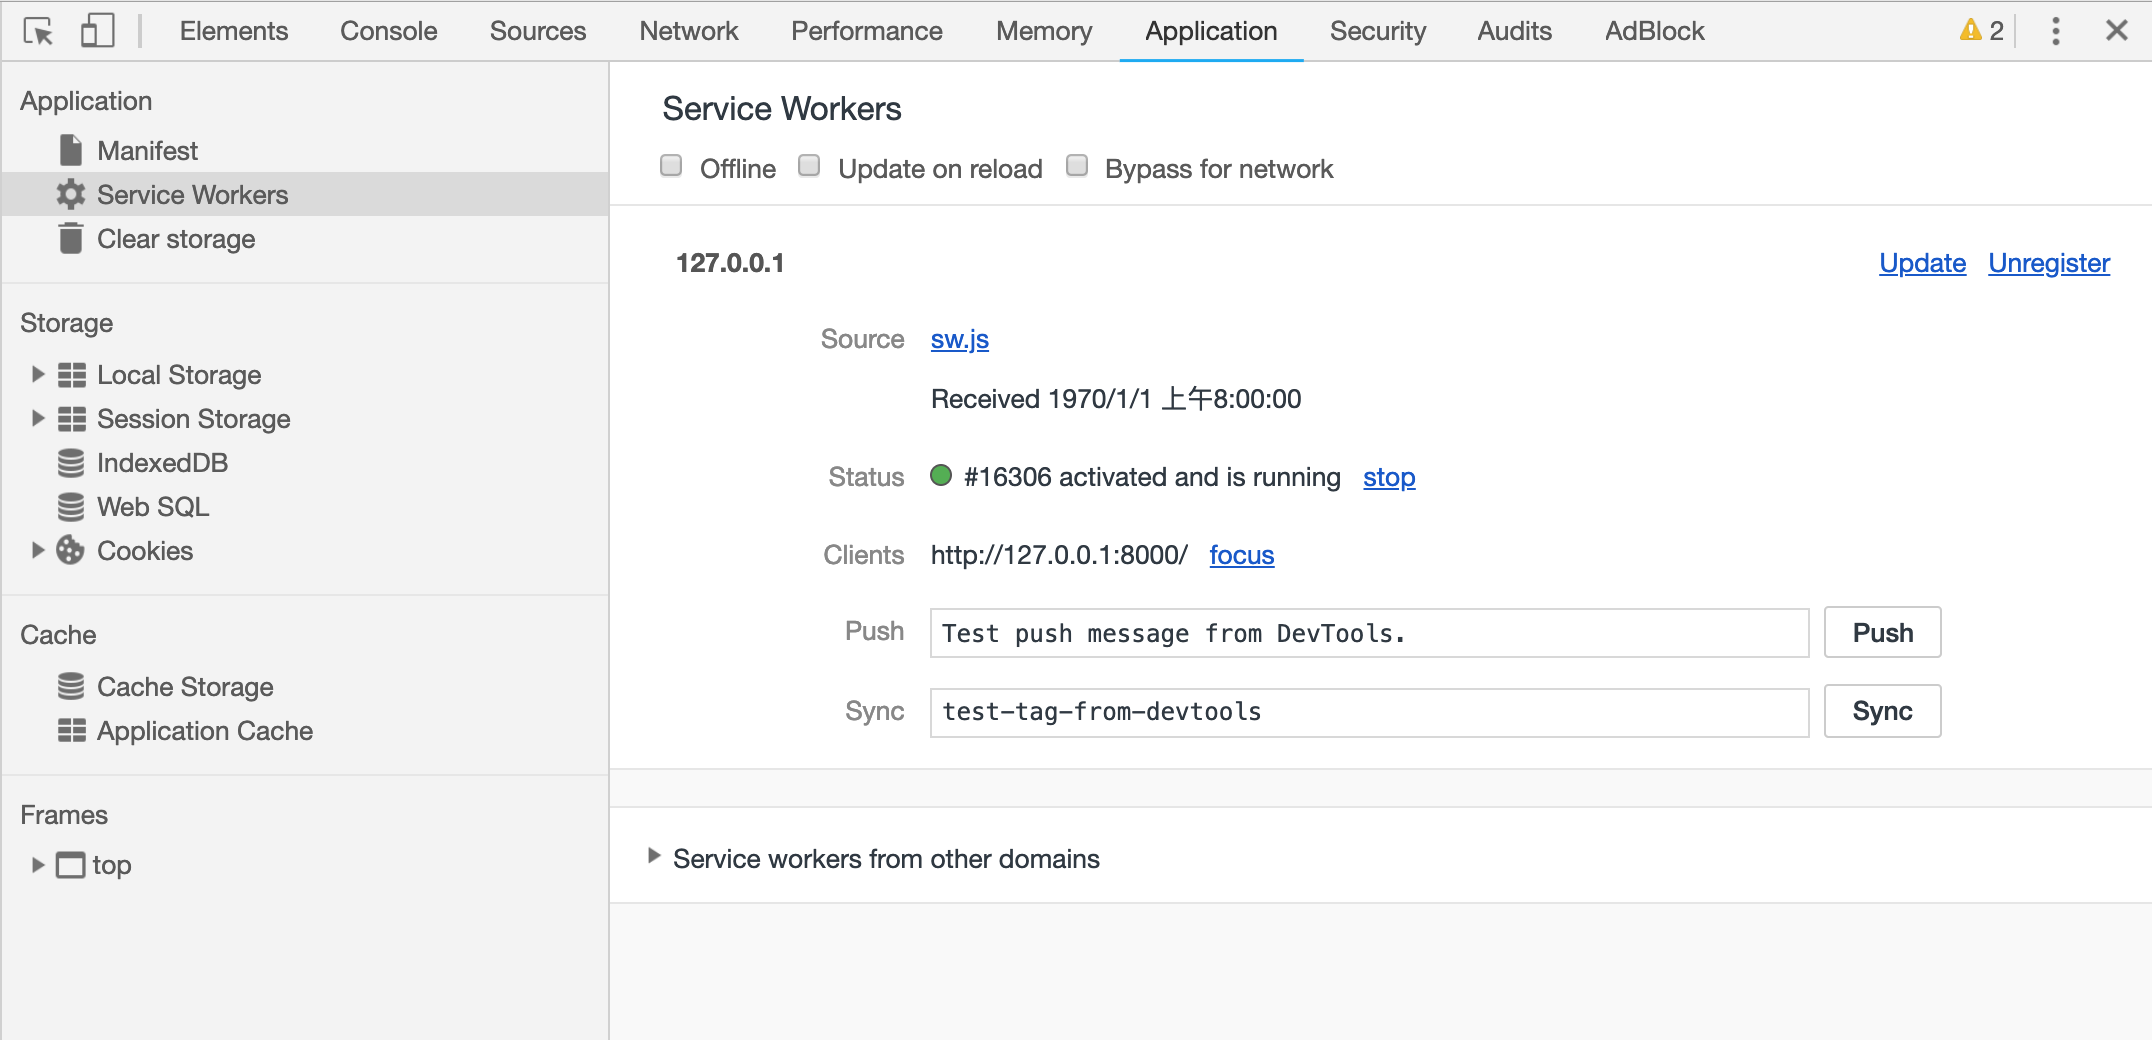 Elements Console Sources Network Performance Memory Application Security Audits AdBlock 2
Application
Manifest
Service Workers
Clear storage
Storage
Local Storage
Session Storage
IndexedDB
Web SQL
Cookies
Cache
Cache Storage
Application Cache
Frames
top
Service Workers
Offline Update on reload Bypass for network
127.0.0.1 Update Unregister
Source sw.js
Received 1970/1/1 上午8:00:00
Status #16306 activated and is running stop
Clients http://127.0.0.1:8000/ focus
Push Test push message from DevTools. Push
Sync test-tag-from-devtools Sync
Service workers from other domains